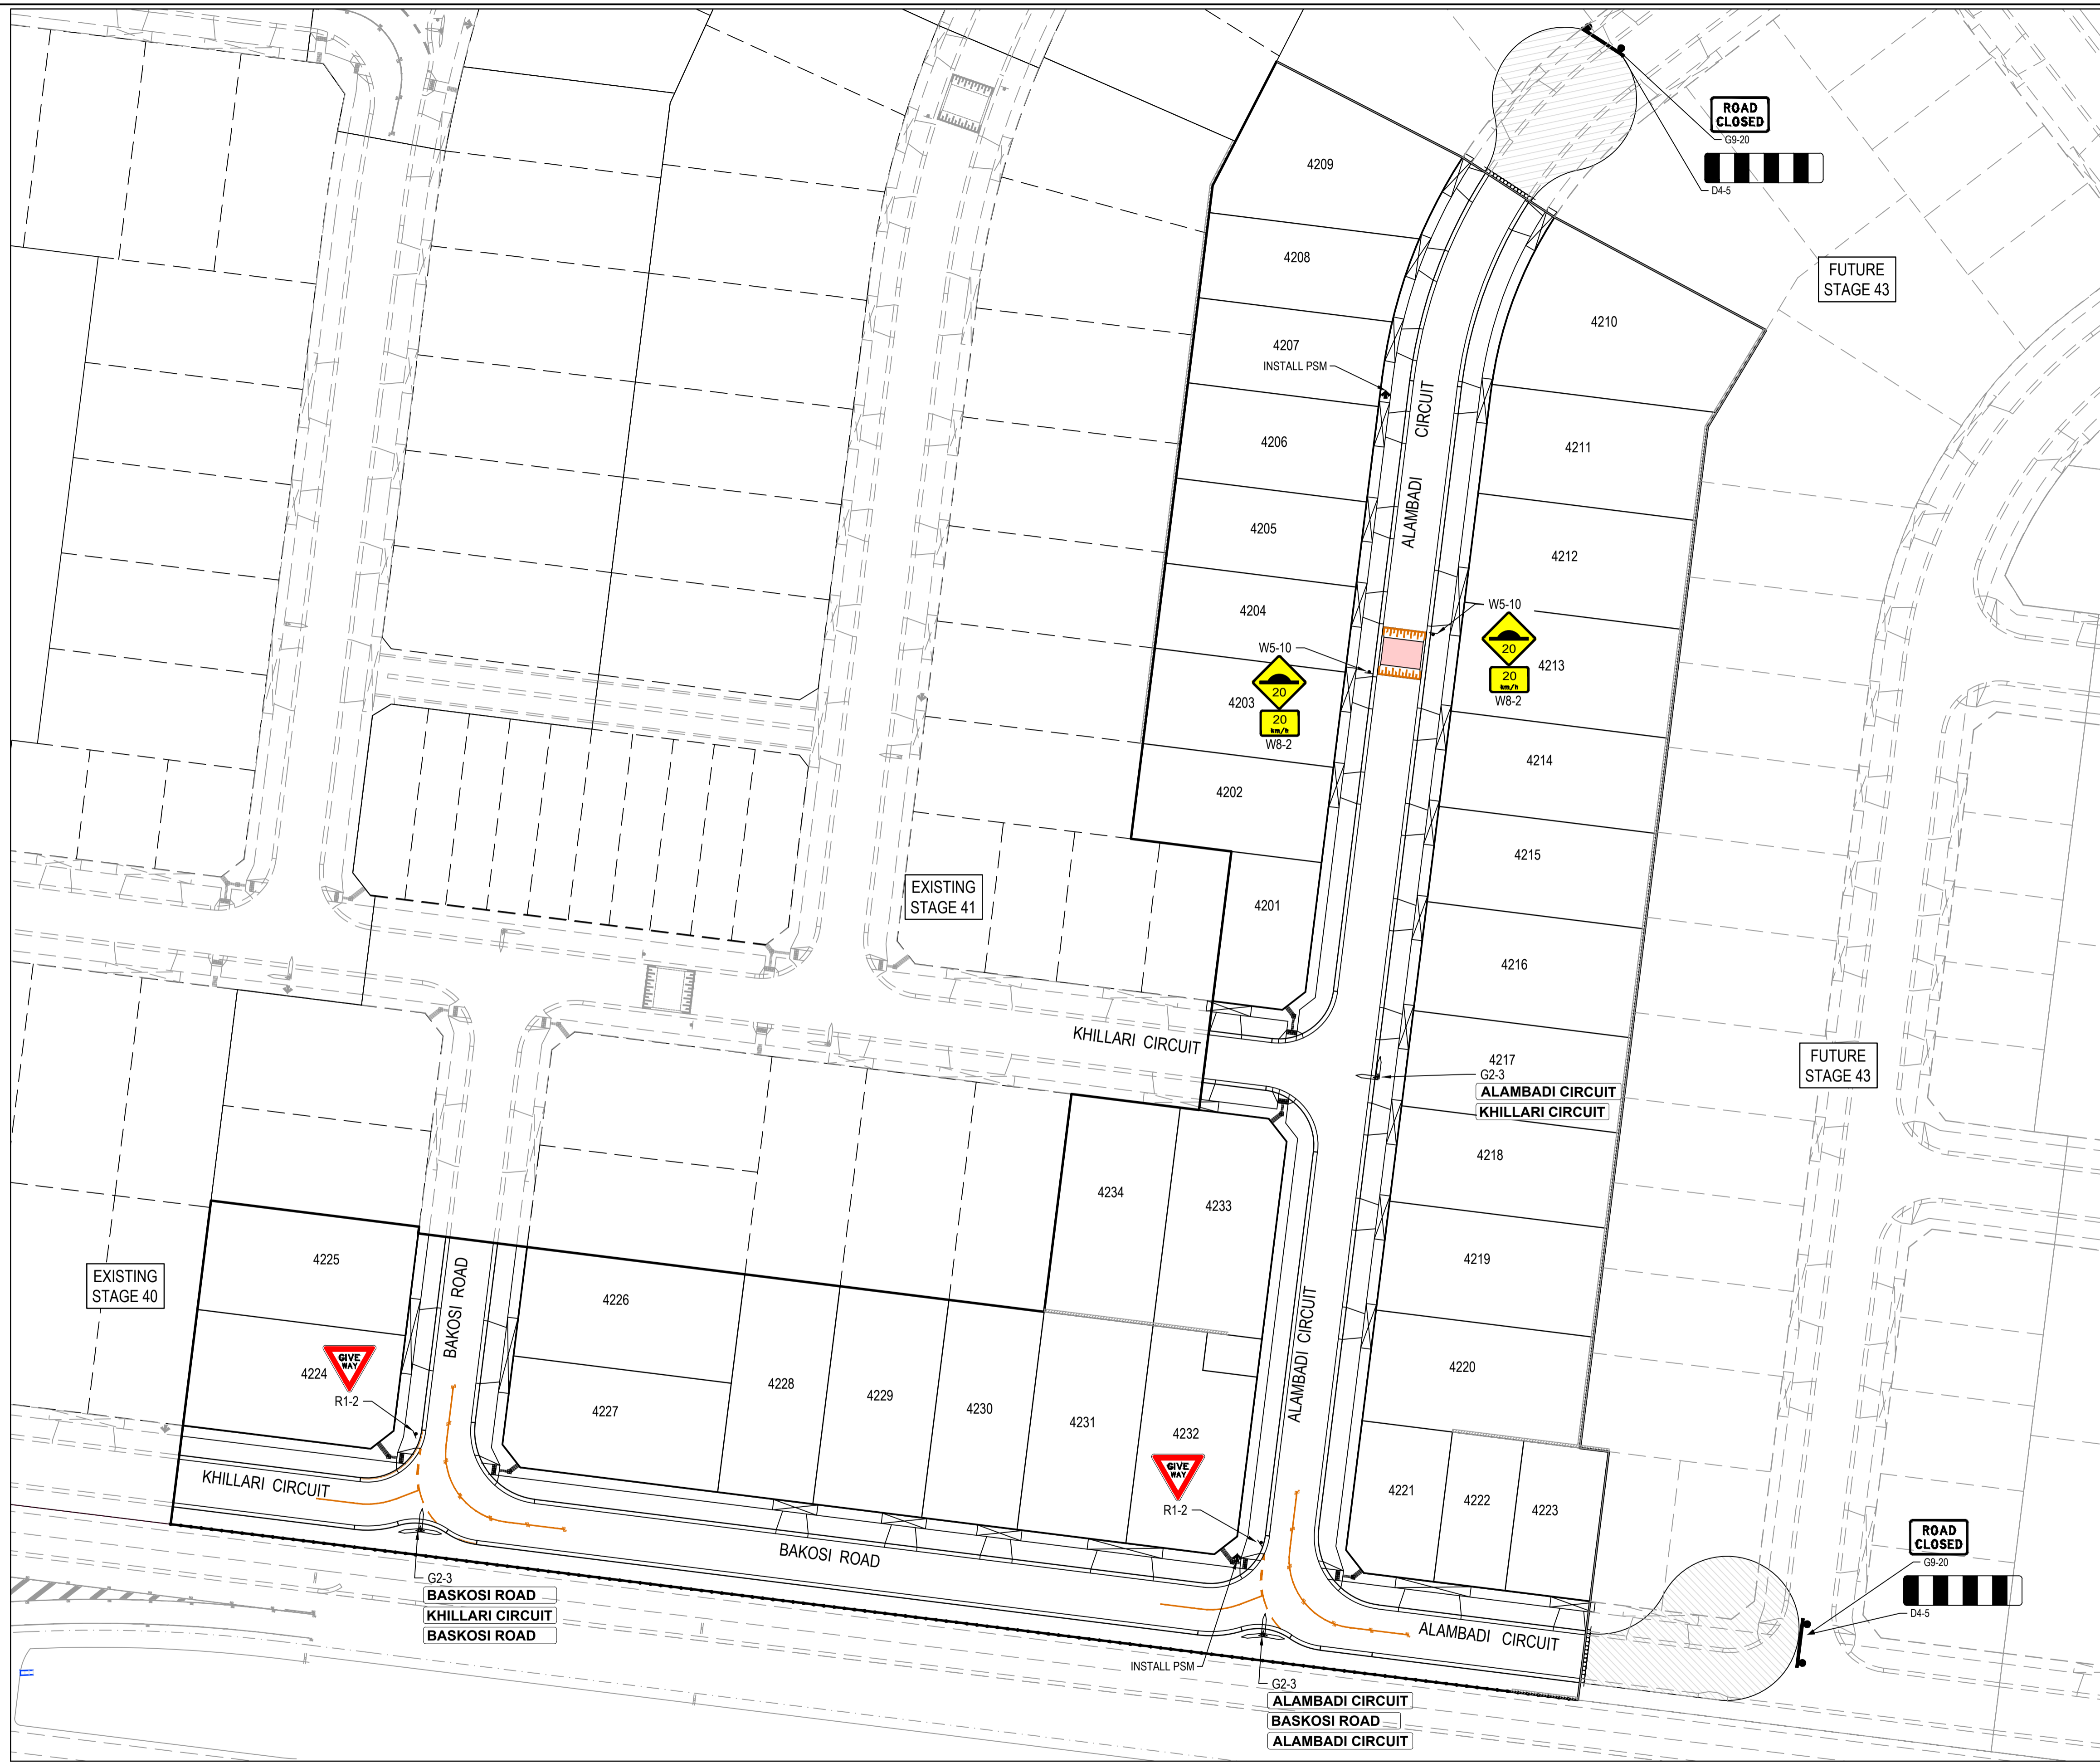 ROAD
CLOSED
G9-20
D4-5
4209
4208
FUTURE
STAGE 43
4210
4207
INSTALL PSM
4206
4211
ALAMBADI CIRCUIT
4205
4212
4204
W5-10
20
20
km/h
W8-2
4213
W5-10
20
4203
20
km/h
W8-2
4214
4202
4215
EXISTING
STAGE 41
4201
4216
KHILLARI CIRCUIT
4217
G2-3
ALAMBADI CIRCUIT
KHILLARI CIRCUIT
FUTURE
STAGE 43
4218
4234
4233
4225
EXISTING
STAGE 40
BAKOSI ROAD
4226
4219
ALAMBADI CIRCUIT
GIVE
WAY
4224
R1-2
4227
4228
4229
4230
4231
4232
4220
GIVE
WAY
R1-2
4221
4222
4223
KHILLARI CIRCUIT
BAKOSI ROAD
ROAD
CLOSED
G9-20
D4-5
G2-3
BASKOSI ROAD
KHILLARI CIRCUIT
BASKOSI ROAD
ALAMBADI CIRCUIT
INSTALL PSM
G2-3
ALAMBADI CIRCUIT
BASKOSI ROAD
ALAMBADI CIRCUIT